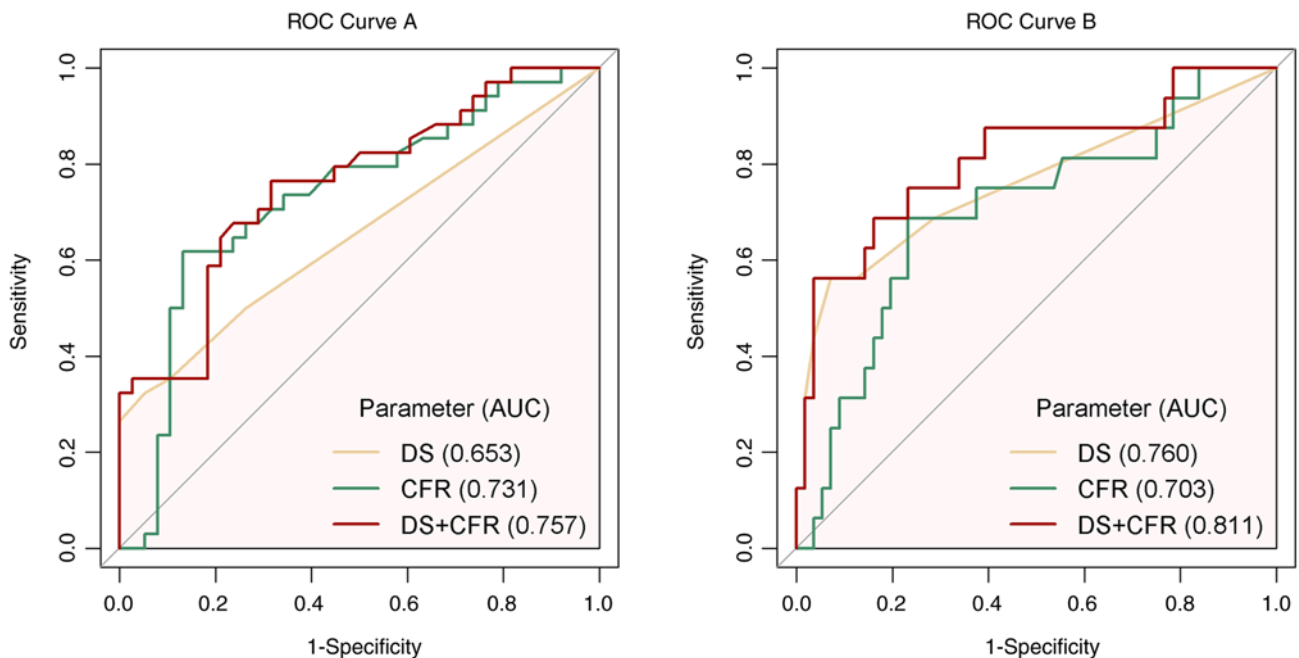 ROC Curve A
Sensitivity
1.0
0.8
0.6
0.4
0.2
0.0
Parameter (AUC)
DS (0.653)
CFR (0.731)
DS+CFR (0.757)
0.0 0.2 0.4 0.6 0.8 1.0
1-Specificity
ROC Curve B
Sensitivity
1.0
0.8
0.6
0.4
0.2
0.0
Parameter (AUC)
DS (0.760)
CFR (0.703)
DS+CFR (0.811)
0.0 0.2 0.4 0.6 0.8 1.0
1-Specificity